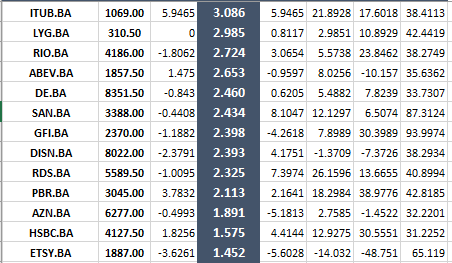 ITUB.BA 1069.00 5.9465 3.086 5.9465 21.8928 17.6018 38.4113
LYG.BA 310.50 0 2.985 0.8117 2.9851 10.8929 42.4419
RIO.BA 4186.00 -1.8062 2.724 3.0654 5.5738 23.8462 38.2749
ABEV.BA 1857.50 1.475 2.653 -0.9597 8.0256 -10.157 35.6362
DE.BA 8351.50 -0.843 2.460 0.6205 5.4882 7.8239 33.7307
SAN.BA 3388.00 -0.4408 2.434 8.1047 12.1297 6.5074 87.3124
GFI.BA 2370.00 -1.1882 2.398 -4.2618 7.8989 30.3989 93.9974
DISN.BA 8022.00 -2.3791 2.393 4.1751 -1.3709 -7.3726 38.2934
RDS.BA 5589.50 -1.0095 2.325 7.3974 26.1596 13.6655 40.8994
PBR.BA 3045.00 3.7832 2.113 2.1641 18.2984 38.9776 42.8185
AZN.BA 6277.00 -0.4993 1.891 -5.1813 2.7585 -1.4522 32.2201
HSBC.BA 4127.50 1.8256 1.575 4.4144 12.9275 30.5551 31.2252
ETSY.BA 1887.00 -3.6261 1.452 -5.6028 -14.032 -48.751 65.119